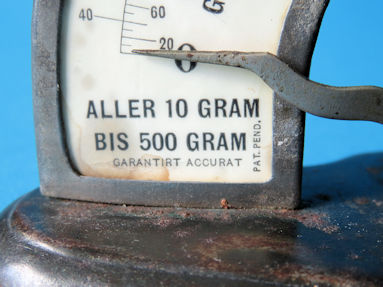 G
60
40
20
0
ALLER 10 GRAM
BIS 500 GRAM
GARANTIRT ACCURAT
PAT. PEND.